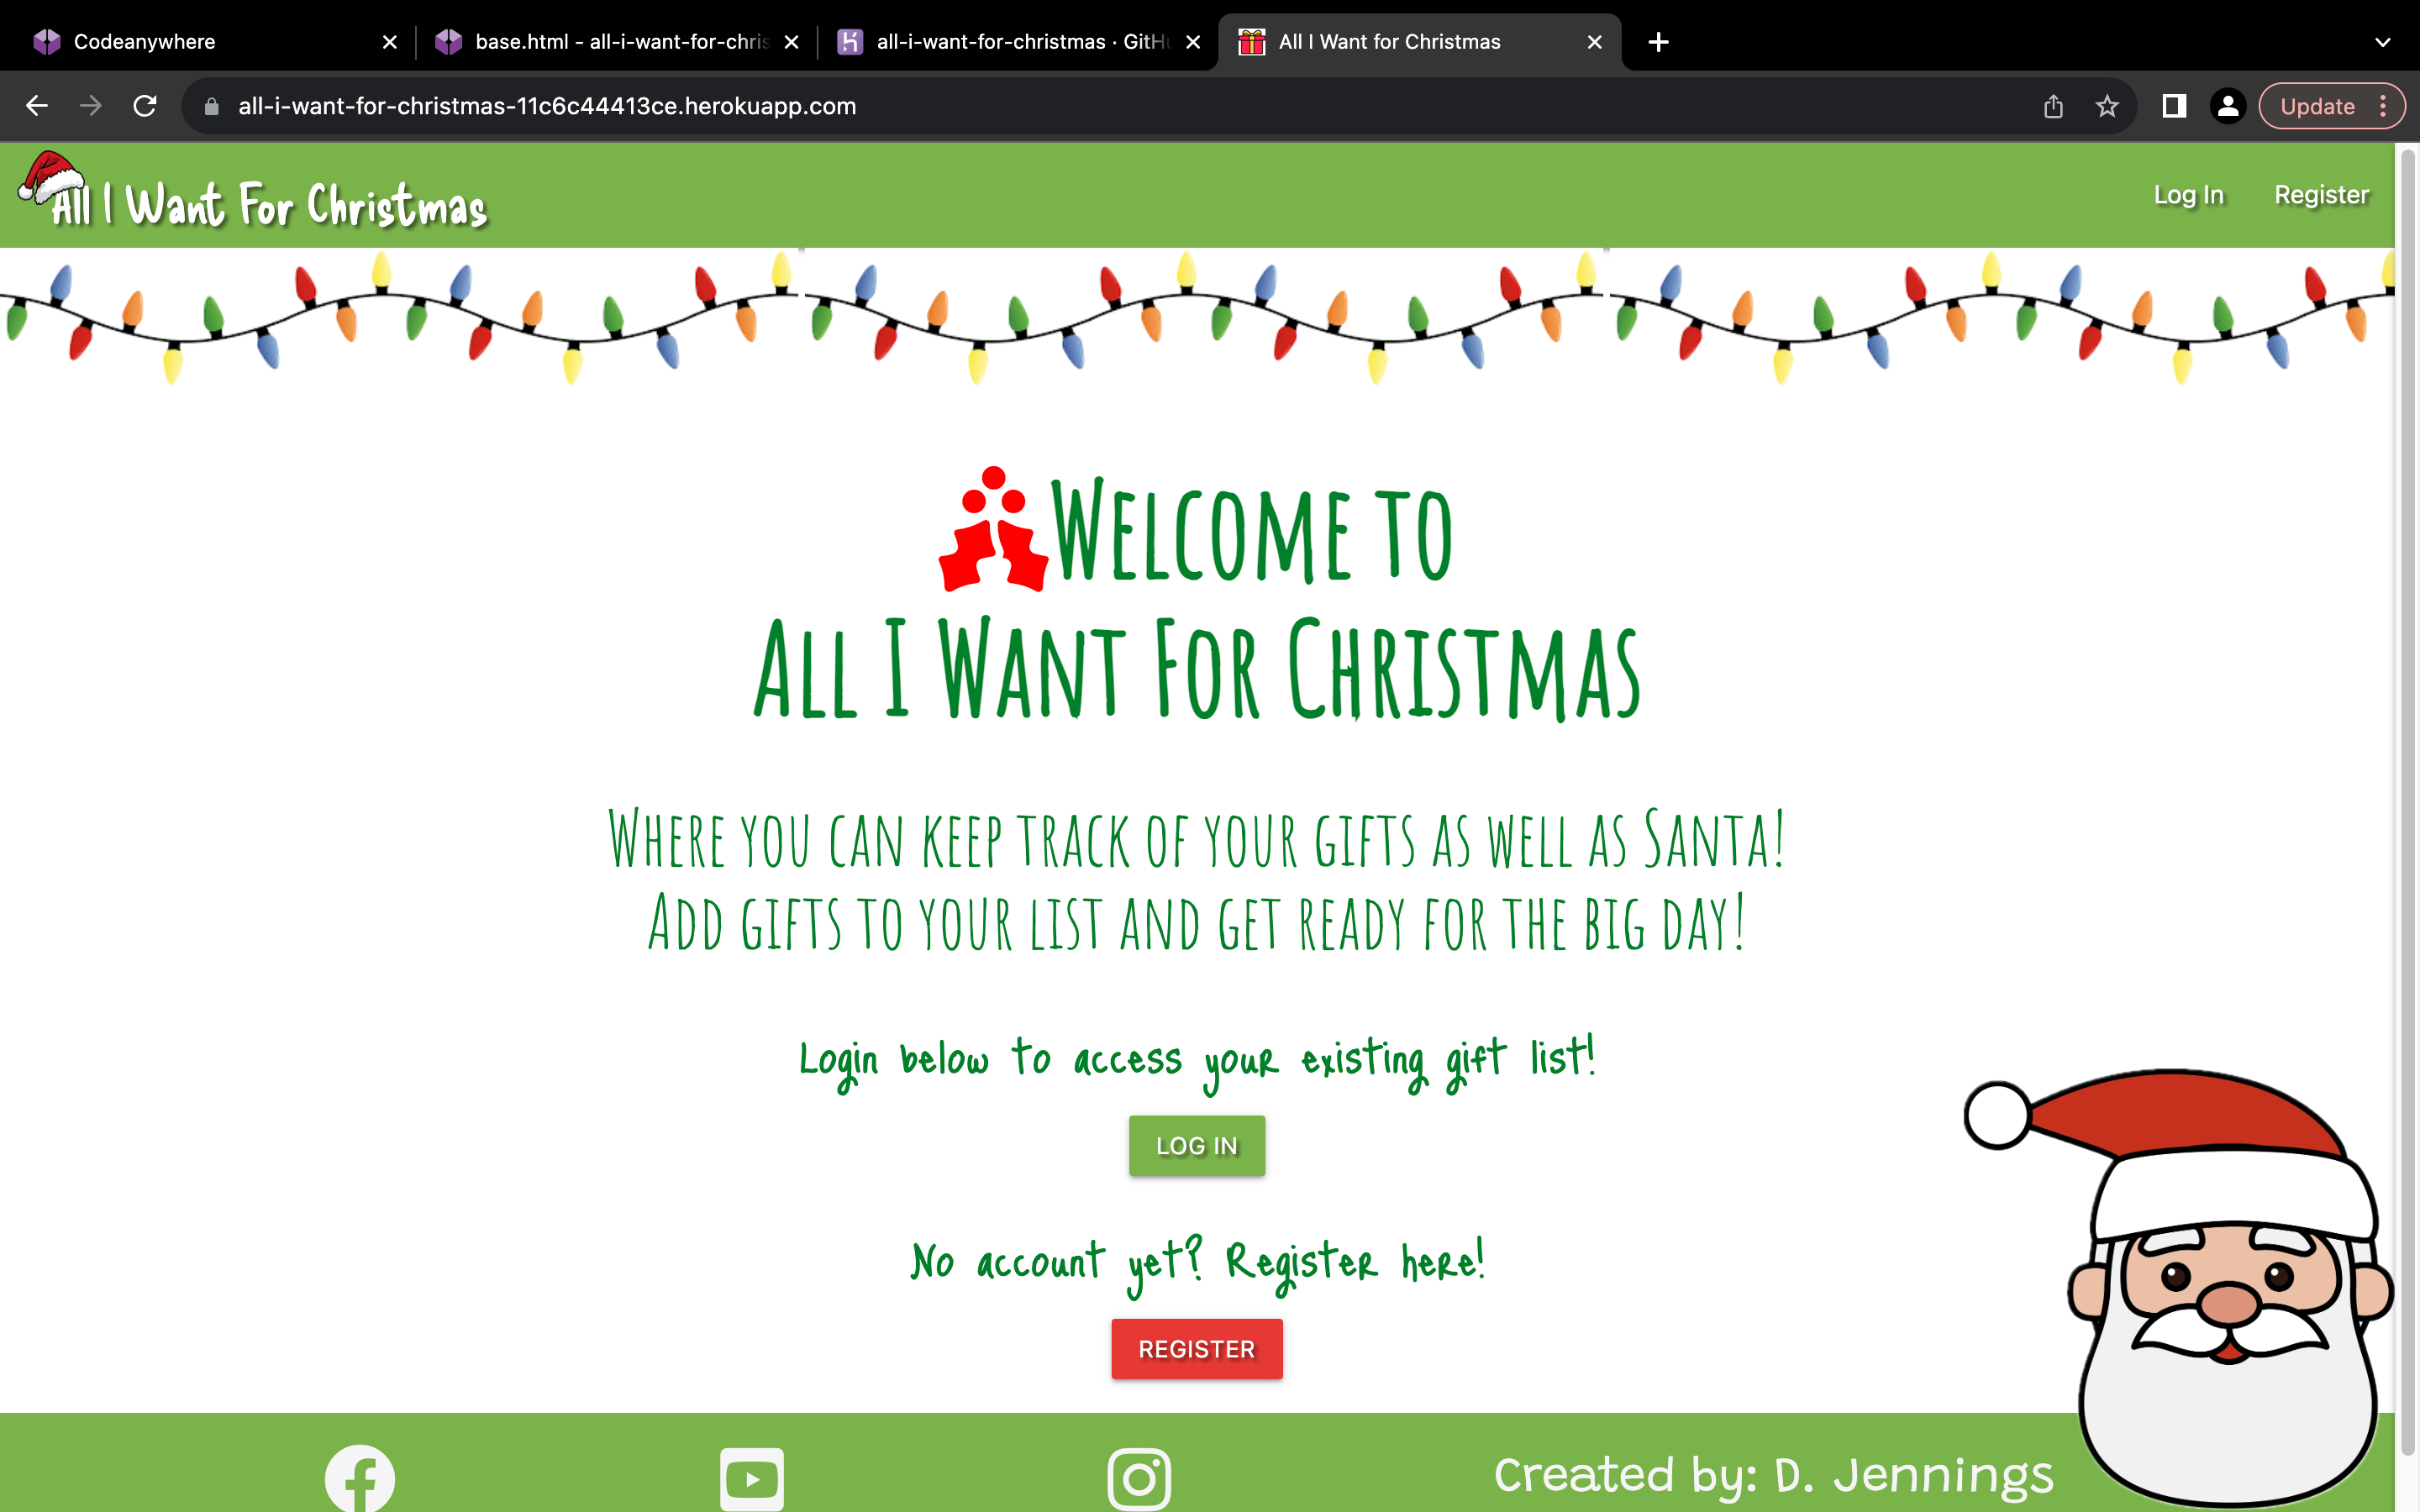 Codeanywhere
base.html - all-i-want-for-chris
all-i-want-for-christmas · GitHu
All I Want for Christmas
all-i-want-for-christmas-11c6c44413ce.herokuapp.com
Update
All I Want For Christmas
Log In
Register
Welcome to
All I Want For Christmas
Where you can keep track of your gifts as well as Santa!
Add gifts to your list and get ready for the big day!
Login below to access your existing gift list!
LOG IN
No account yet? Register here!
REGISTER
Created by: D. Jennings